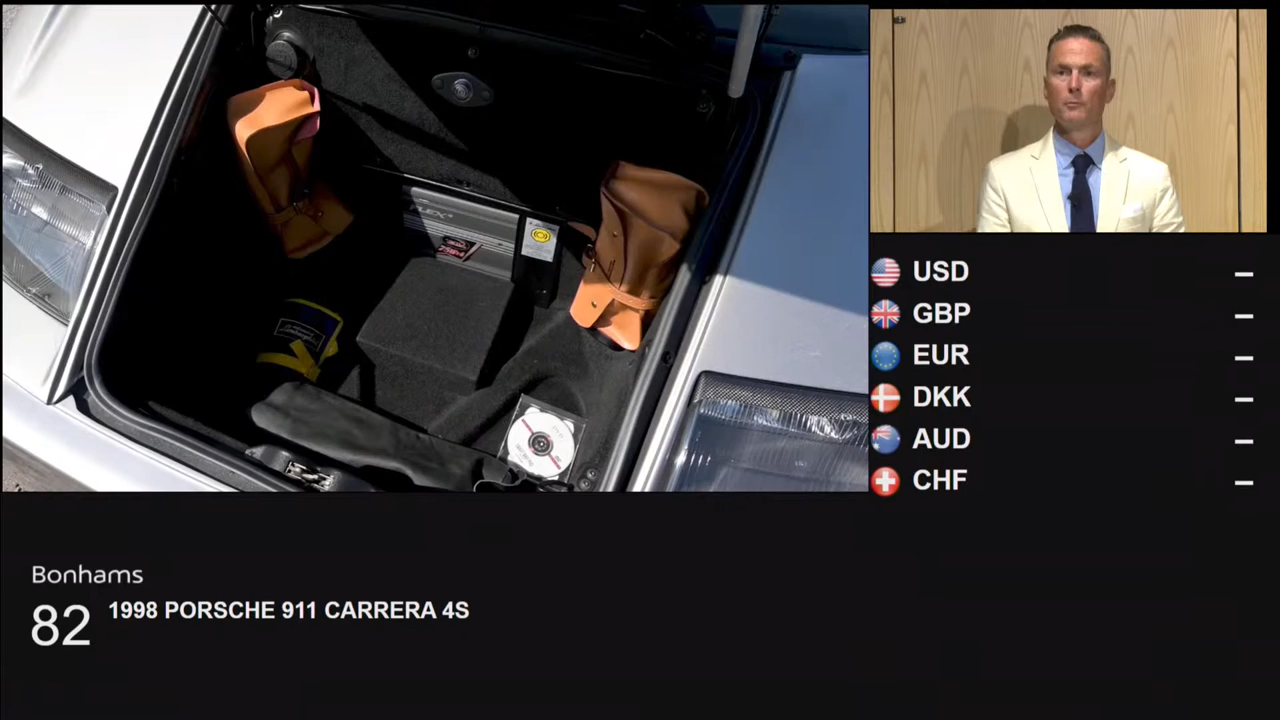 USD –
GBP –
EUR –
DKK –
AUD –
CHF –
Bonhams
82 1998 PORSCHE 911 CARRERA 4S